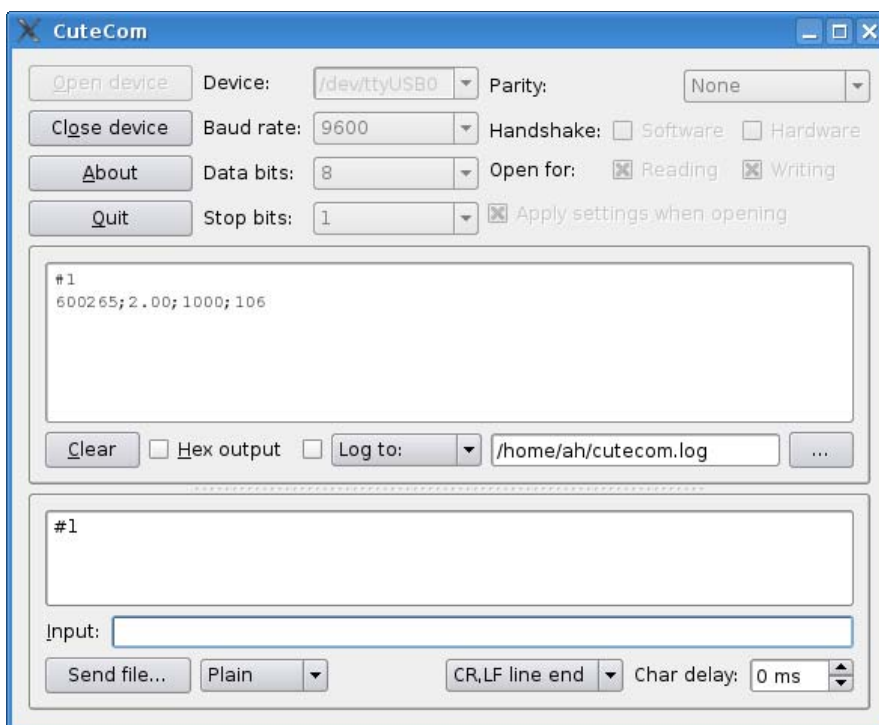 CuteCom
Open device Device: /dev/ttyUSB0 Parity: None
Close device Baud rate: 9600 Handshake: Software Hardware
About Data bits: 8 Open for: Reading Writing
Quit Stop bits: 1 Apply settings when opening
#1
600265;2.00;1000;106
Clear Hex output Log to: /home/ah/cutecom.log ...
#1
Input:
Send file... Plain CR,LF line end Char delay: 0 ms